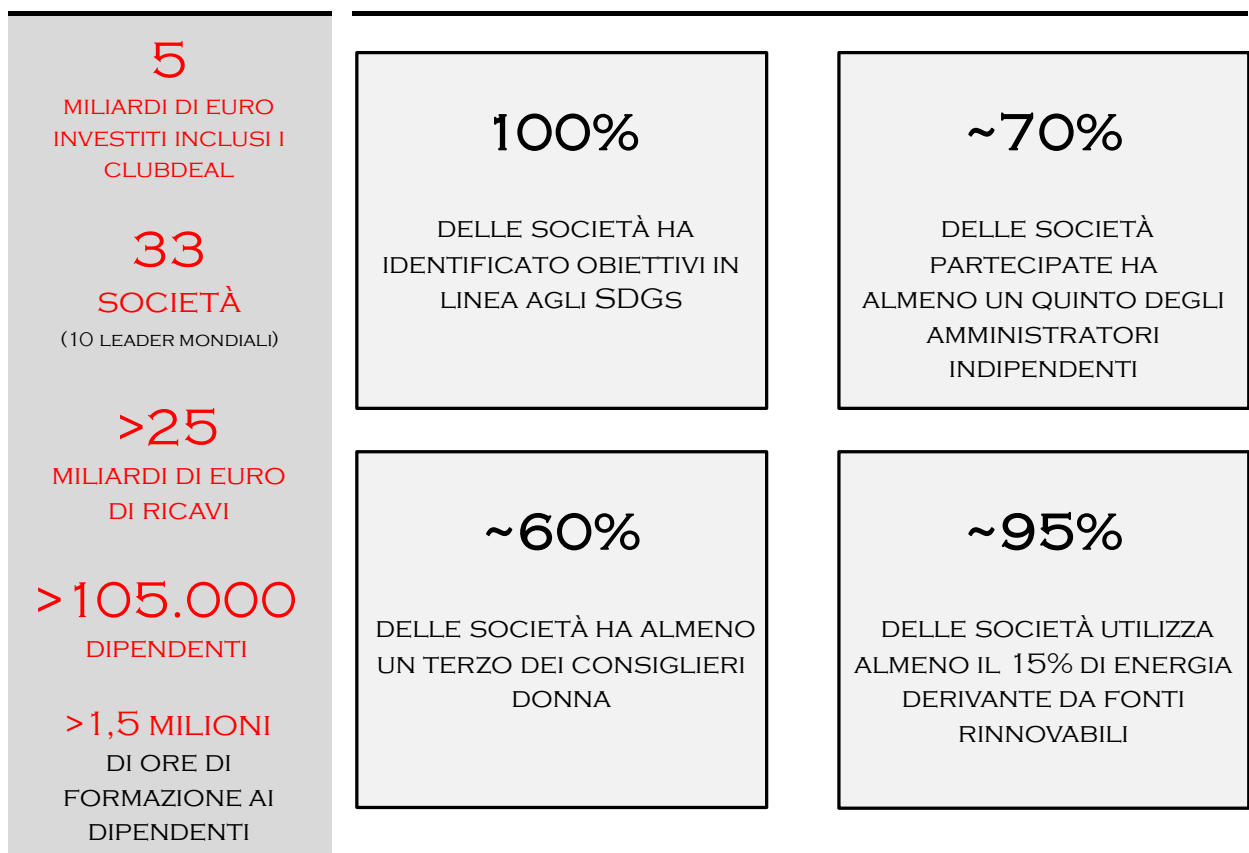 5
MILIARDI DI EURO
INVESTITI INCLUSI I
CLUBDEAL
33
SOCIETÀ
(10 LEADER MONDIALI)
>25
MILIARDI DI EURO
DI RICAVI
>105.000
DIPENDENTI
>1,5 MILIONI
DI ORE DI
FORMAZIONE AI
DIPENDENTI
100%
DELLE SOCIETÀ HA
IDENTIFICATO OBIETTIVI IN
LINEA AGLI SDGS
~70%
DELLE SOCIETÀ
PARTECIPATE HA
ALMENO UN QUINTO DEGLI
AMMINISTRATORI
INDIPENDENTI
~60%
DELLE SOCIETÀ HA ALMENO
UN TERZO DEI CONSIGLIERI
DONNA
~95%
DELLE SOCIETÀ UTILIZZA
ALMENO IL 15% DI ENERGIA
DERIVANTE DA FONTI
RINNOVABILI